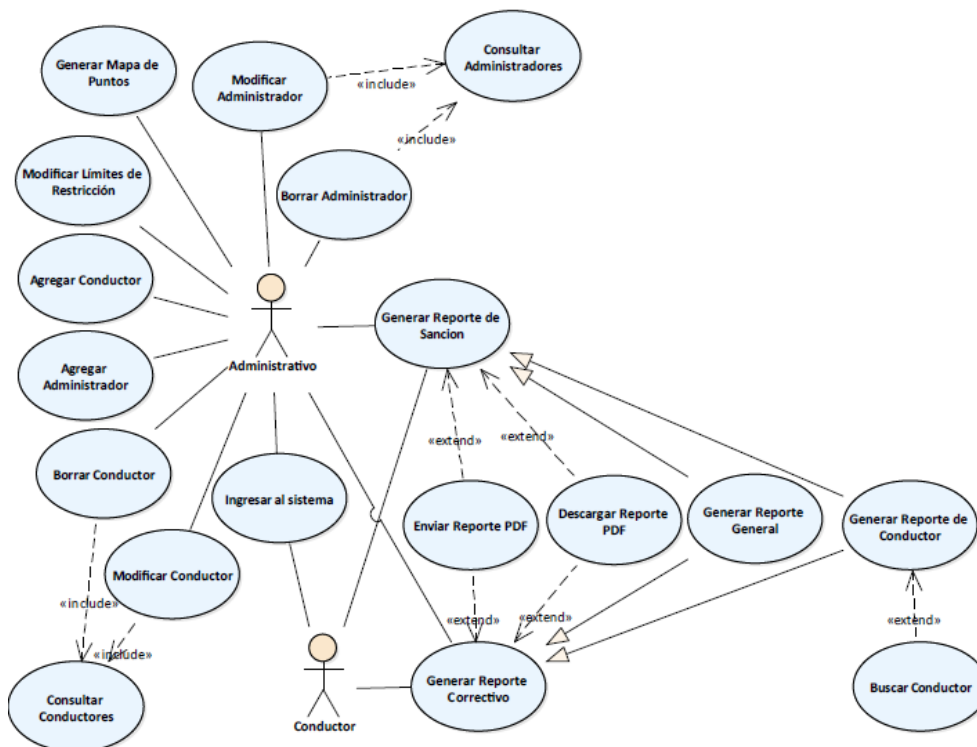 Generar Mapa de
Puntos
Modificar
Administrador
Consultar
Administradores
«include»
«include»
Modificar Límites de
Restricción
Borrar Administrador
Agregar Conductor
Generar Reporte de
Sancion
Agregar
Administrador
Administrativo
«extend»
«extend»
Borrar Conductor
Ingresar al sistema
Enviar Reporte PDF
Descargar Reporte
PDF
Generar Reporte
General
Generar Reporte de
Conductor
Modificar Conductor
«include»
«extend»
«extend»
«extend»
«include»
Consultar
Conductores
Conductor
Generar Reporte
Correctivo
Buscar Conductor